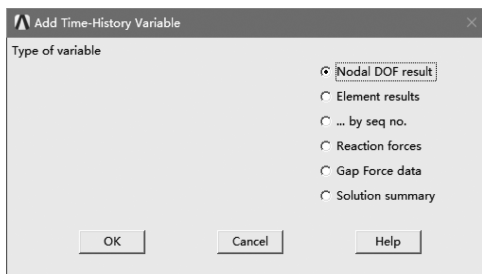 Add Time-History Variable
Type of variable
Nodal DOF result
Element results
... by seq no.
Reaction forces
Gap Force data
Solution summary
OK Cancel Help